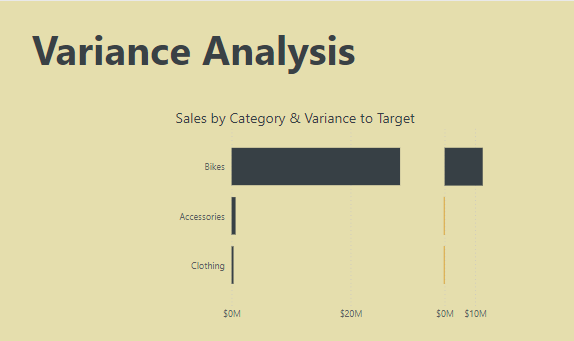 Variance Analysis
Sales by Category & Variance to Target
Bikes
Accessories
Clothing
$0M $20M $0M $10M